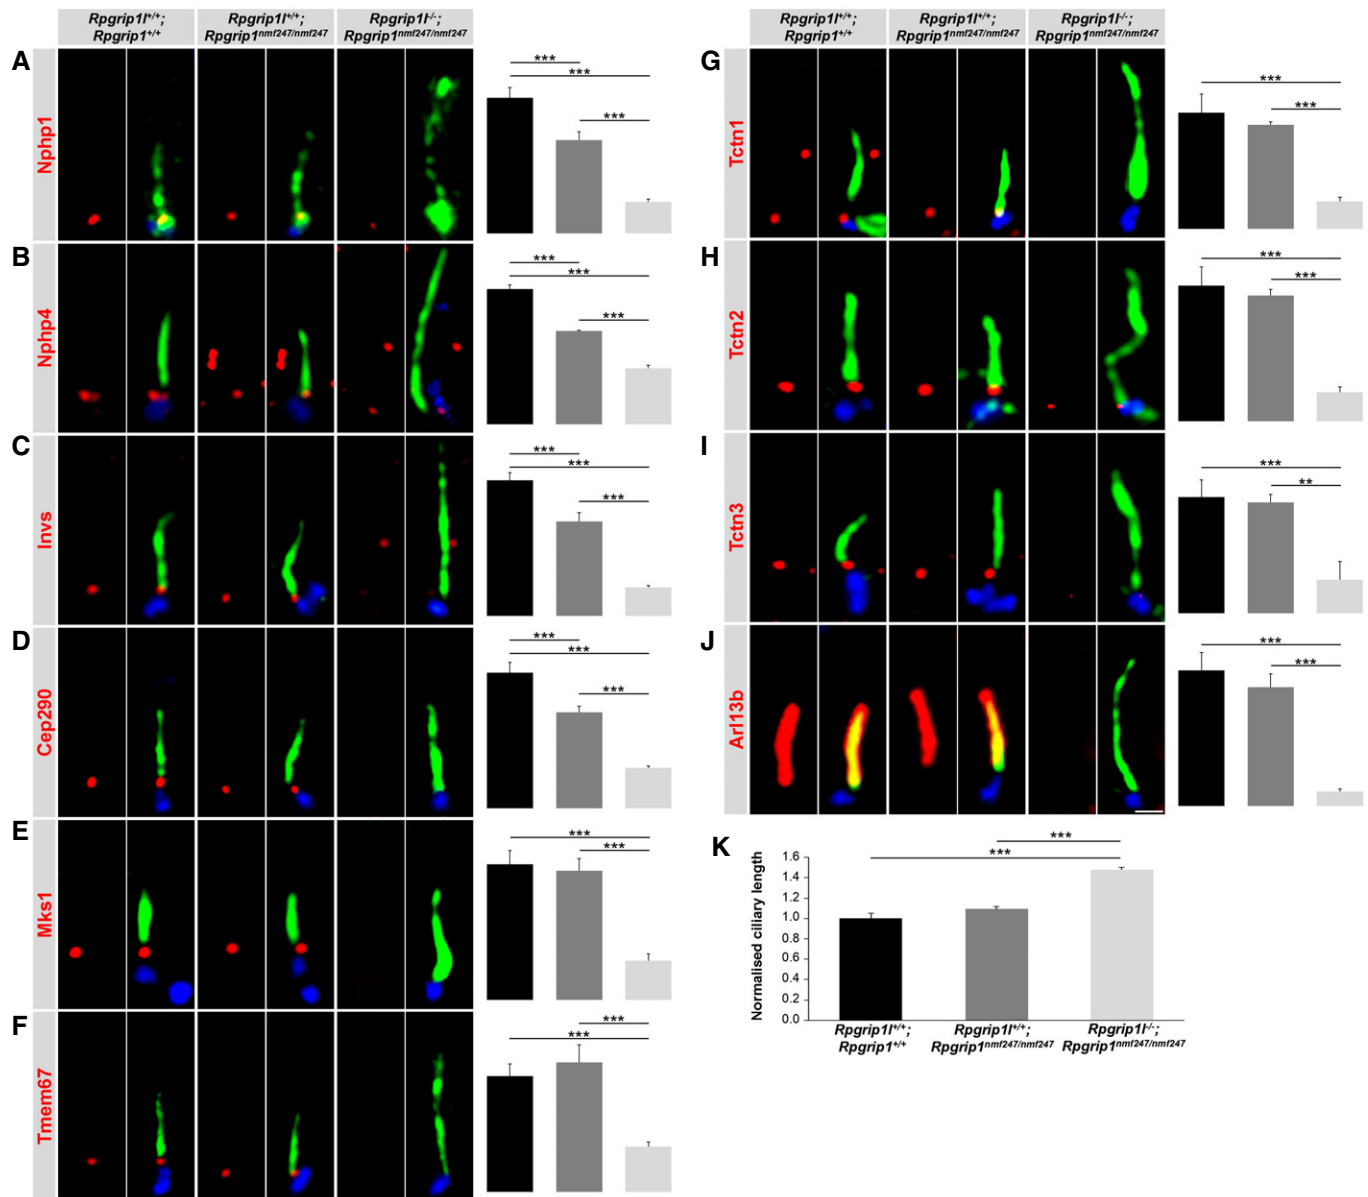 Rpgrip1l+/+; Rpgrip1l+/+; Rpgrip1l-/-;
Rpgrip1+/+ Rpgrip1nmf247/nmf247 Rpgrip1nmf247/nmf247
A
Nphp1
***
***
***
B
Nphp4
***
***
***
C
Invs
***
***
***
D
Cep290
***
***
***
E
Mks1
***
***
F
Tmem67
***
***
Rpgrip1l+/+; Rpgrip1l+/+; Rpgrip1l-/-;
Rpgrip1+/+ Rpgrip1nmf247/nmf247 Rpgrip1nmf247/nmf247
G
Tctn1
***
***
H
Tctn2
***
***
I
Tctn3
***
**
J
Arl13b
***
***
K
***
***
Normalised ciliary length
1.6
1.4
1.2
1.0
0.8
0.6
0.4
0.2
0.0
Rpgrip1l+/+; Rpgrip1l+/+; Rpgrip1l-/-;
Rpgrip1+/+ Rpgrip1nmf247/nmf247 Rpgrip1nmf247/nmf247